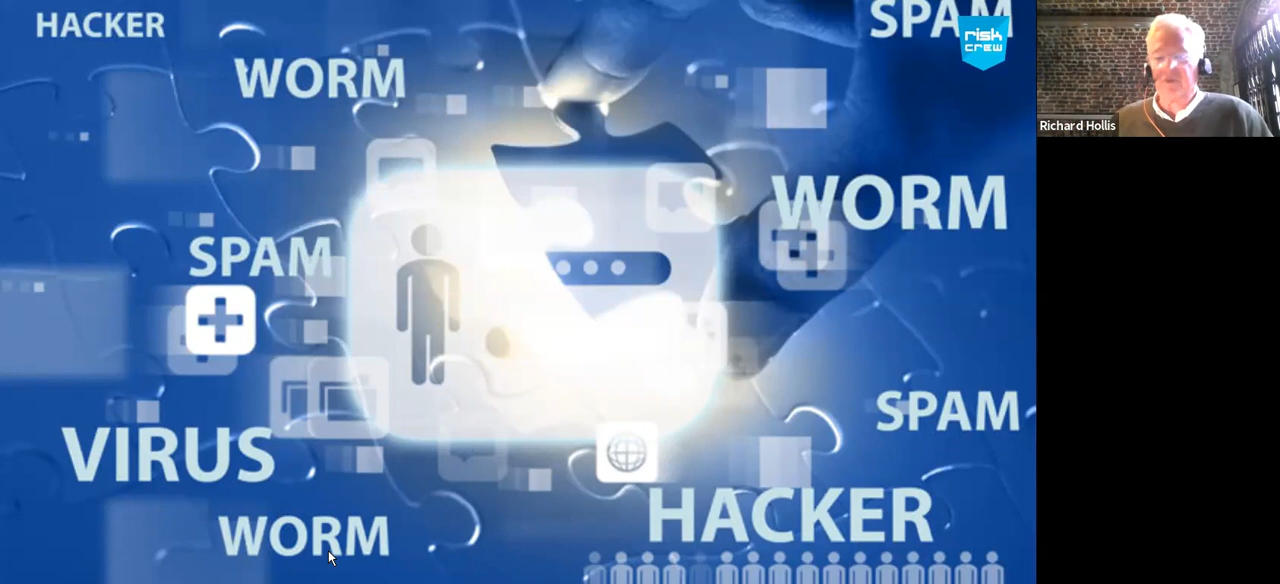 HACKER
SPAM
risk
crew
WORM
Richard Hollis
WORM
SPAM
SPAM
VIRUS
HACKER
WORM